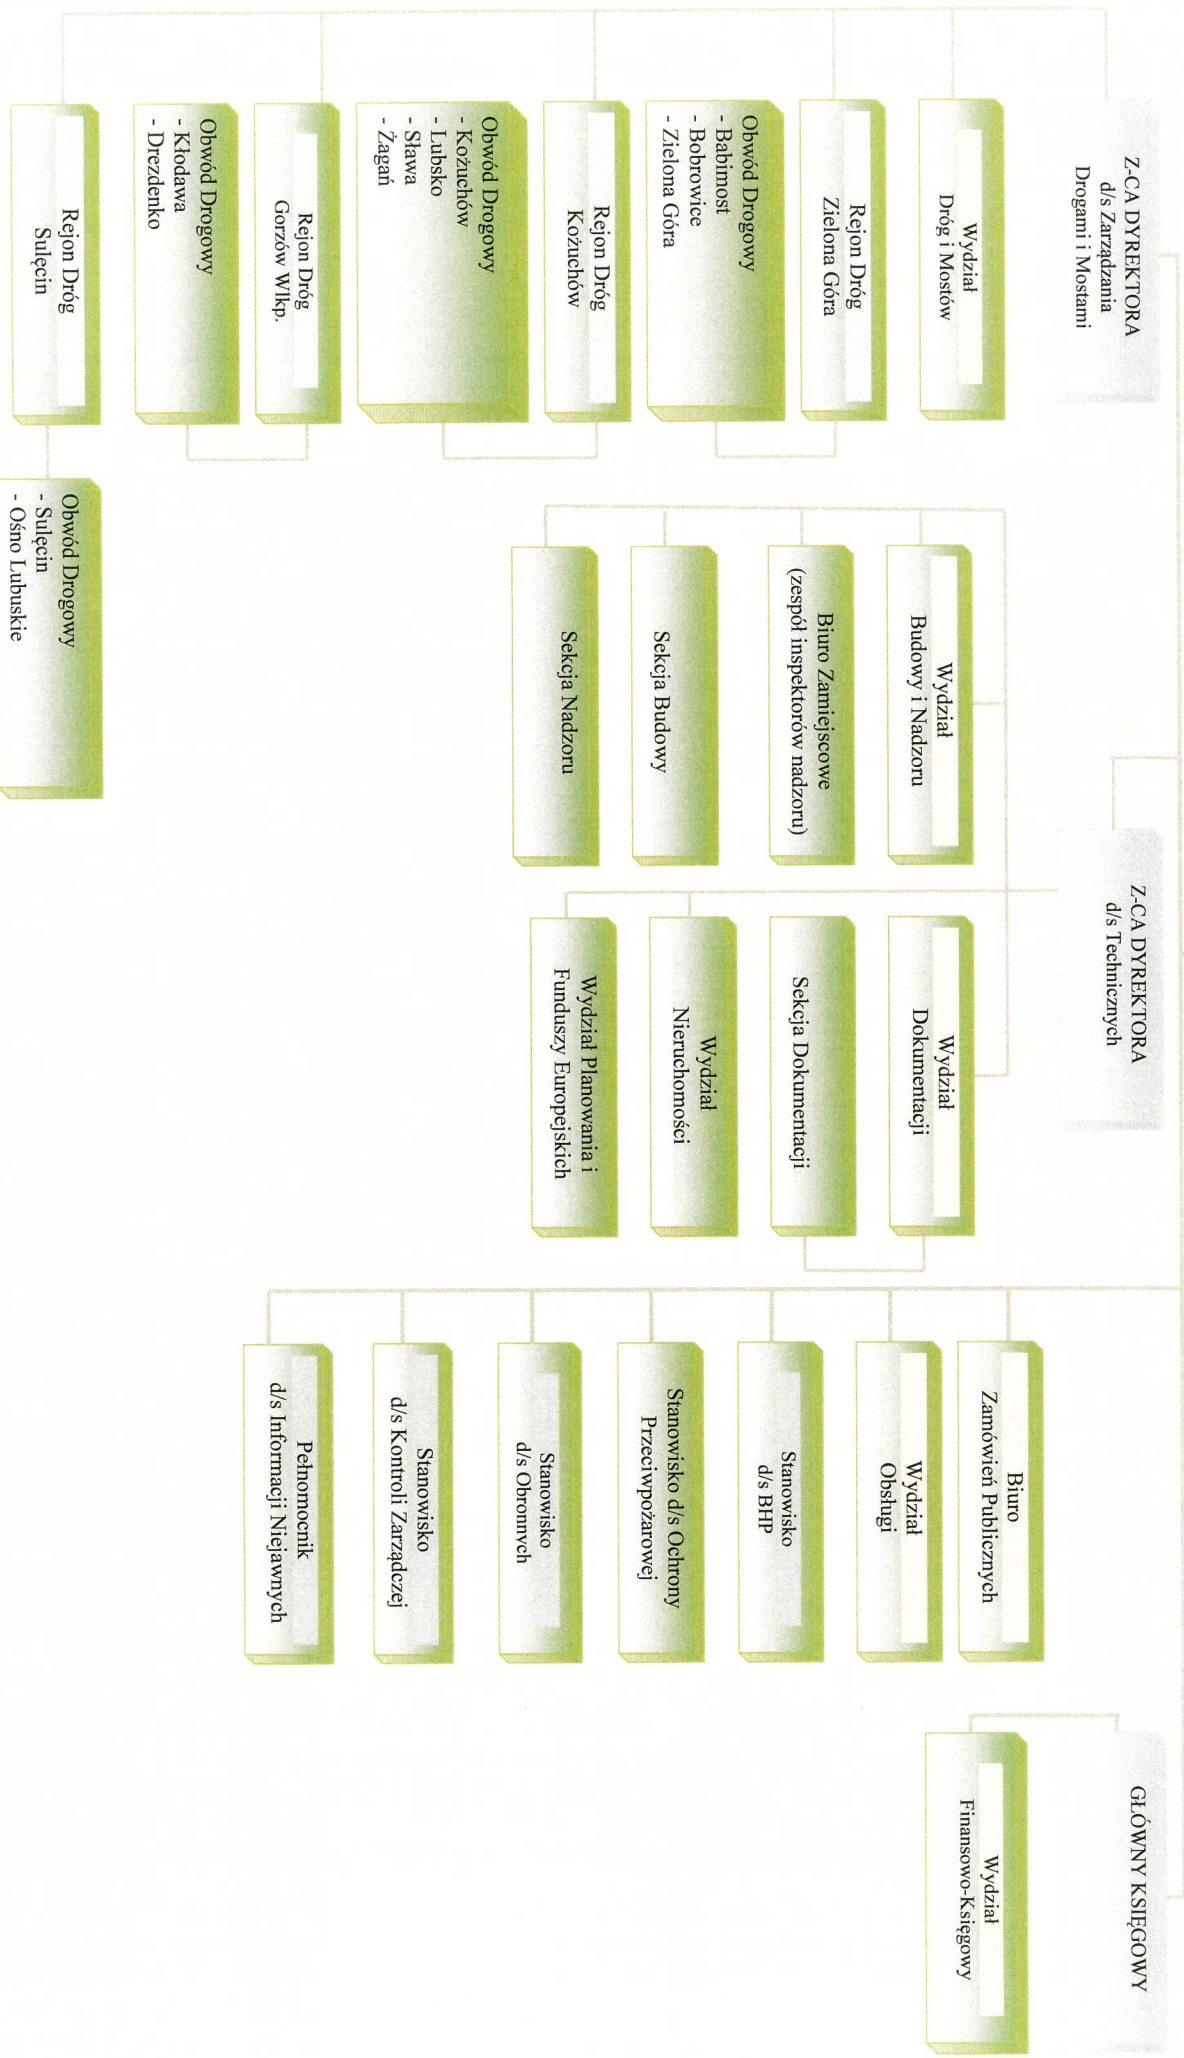 Z-CA DYREKTORA
d/s Zarządzania
Drogami i Mostami
Wydział
Dróg i Mostów
Rejon Dróg
Zielona Góra
Obwód Drogowy
- Babimost
- Bobrowice
- Zielona Góra
Rejon Dróg
Kożuchów
Obwód Drogowy
- Kożuchów
- Lubsko
- Sława
- Żagań
Rejon Dróg
Gorzów Wlkp.
Obwód Drogowy
- Kłodawa
- Drezdenko
Rejon Dróg
Sulęcin
Obwód Drogowy
- Sulęcin
- Ośno Lubuskie
Z-CA DYREKTORA
d/s Technicznych
Wydział
Budowy i Nadzoru
Biuro Zamiejscowe
(zespół inspektorów nadzoru)
Sekcja Budowy
Sekcja Nadzoru
Wydział
Dokumentacji
Sekcja Dokumentacji
Wydział
Nieruchomości
Wydział Planowania i
Funduszy Europejskich
Biuro
Zamówień Publicznych
Wydział
Obsługi
Stanowisko
d/s BHP
Stanowisko d/s Ochrony
Przeciwpożarowej
Stanowisko
d/s Obronnych
Stanowisko
d/s Kontroli Zarządczej
Pełnomocnik
d/s Informacji Niejawnych
GŁÓWNY KSIĘGOWY
Wydział
Finansowo-Księgowy